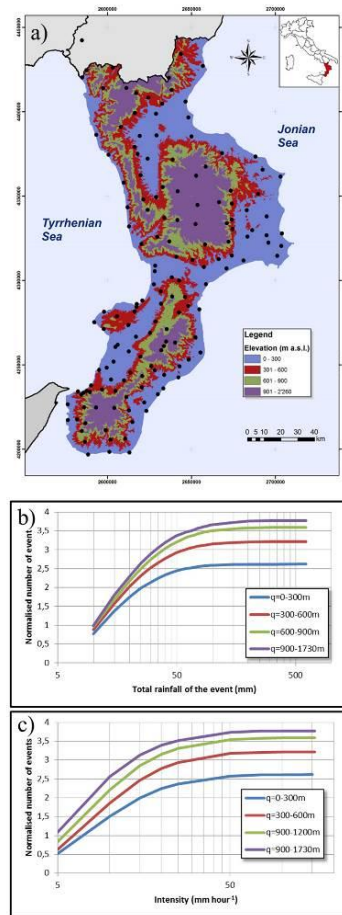 a)
2600000
2650000
2700000
Jonian
Sea
Tyrrhenian
Sea
Legend
Elevation (m a.s.l.)
0 - 300
301 - 600
601 - 900
901 - 2'260
0 5 10 20 30 40
km
2600000
2650000
2700000
b)
Normalised number of event
4
3,5
3
2,5
2
1,5
1
0,5
0
q=0-300m
q=300-600m
q=600-900m
q=900-1730m
5
50
500
Total rainfall of the event (mm)
c)
Normalised number of events
4
3,5
3
2,5
2
1,5
1
0,5
0
q=0-300m
q=300-600m
q=900-1200m
q=900-1730m
5
50
Intensity (mm hour-1)